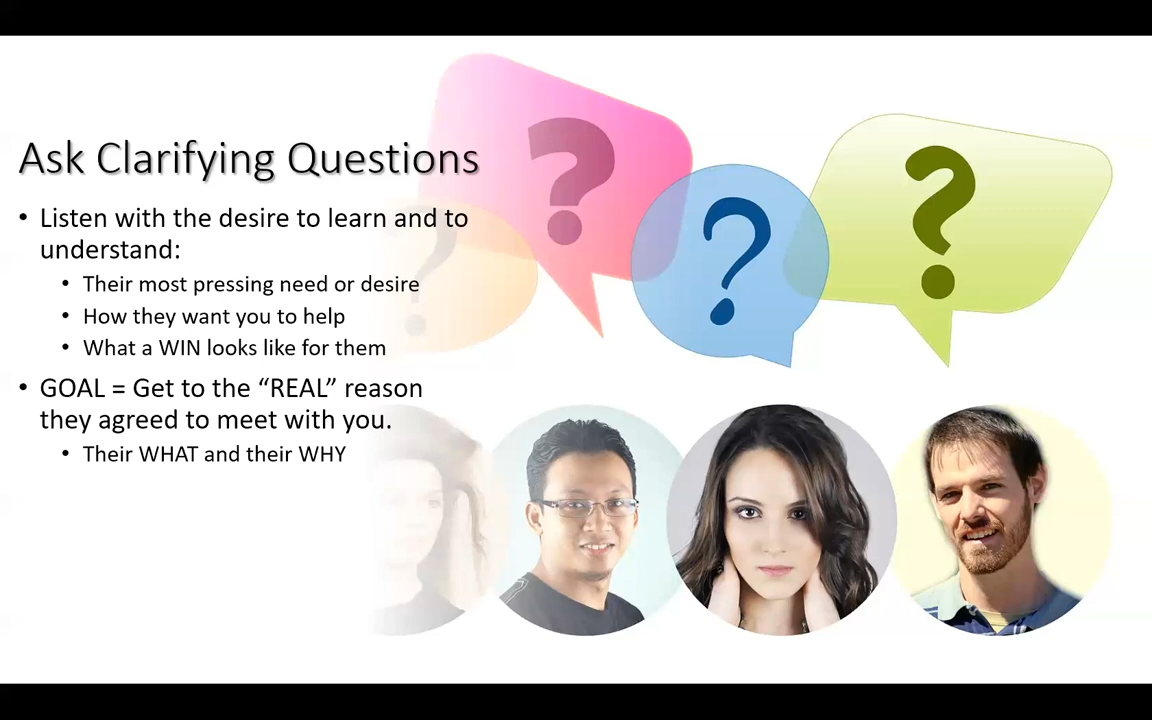 Ask Clarifying Questions
• Listen with the desire to learn and to
understand:
• Their most pressing need or desire
• How they want you to help
• What a WIN looks like for them
• GOAL = Get to the “REAL” reason
they agreed to meet with you.
• Their WHAT and their WHY
? ? ? ?